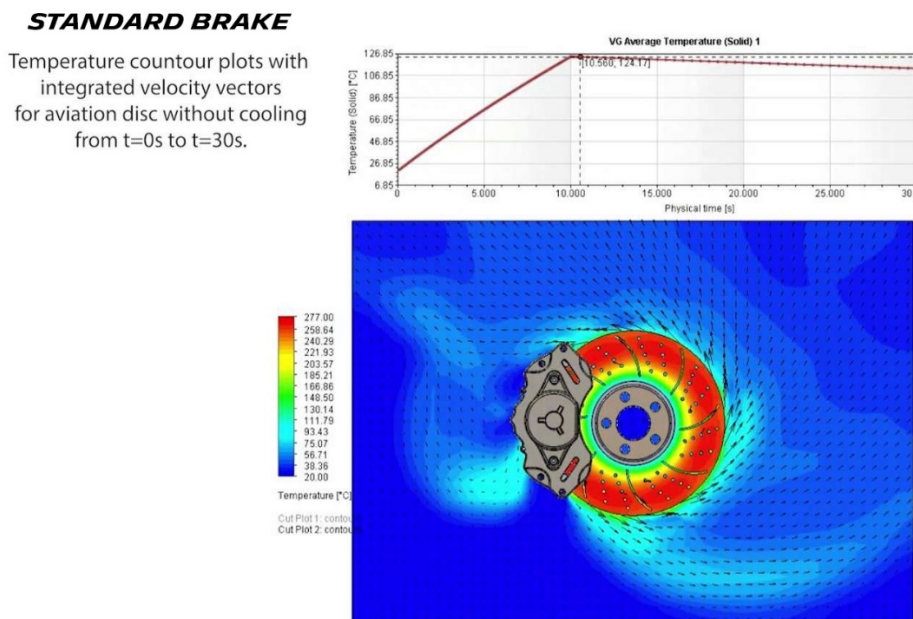 STANDARD BRAKE
Temperature countour plots with
integrated velocity vectors
for aviation disc without cooling
from t=0s to t=30s.
VG Average Temperature (Solid) 1
126.85
106.85
86.85
66.85
46.85
26.85
6.85
Temperature (Solid) [°C]
[10.560, 124.17]
0
5.000
10.000
15.000
20.000
25.000
30
Physical time [s]
277.00
258.64
240.29
221.93
203.57
185.21
166.86
148.50
130.14
111.79
93.43
75.07
56.71
38.36
20.00
Temperature [°C]
Cut Plot 1: contou
Cut Plot 2: contou